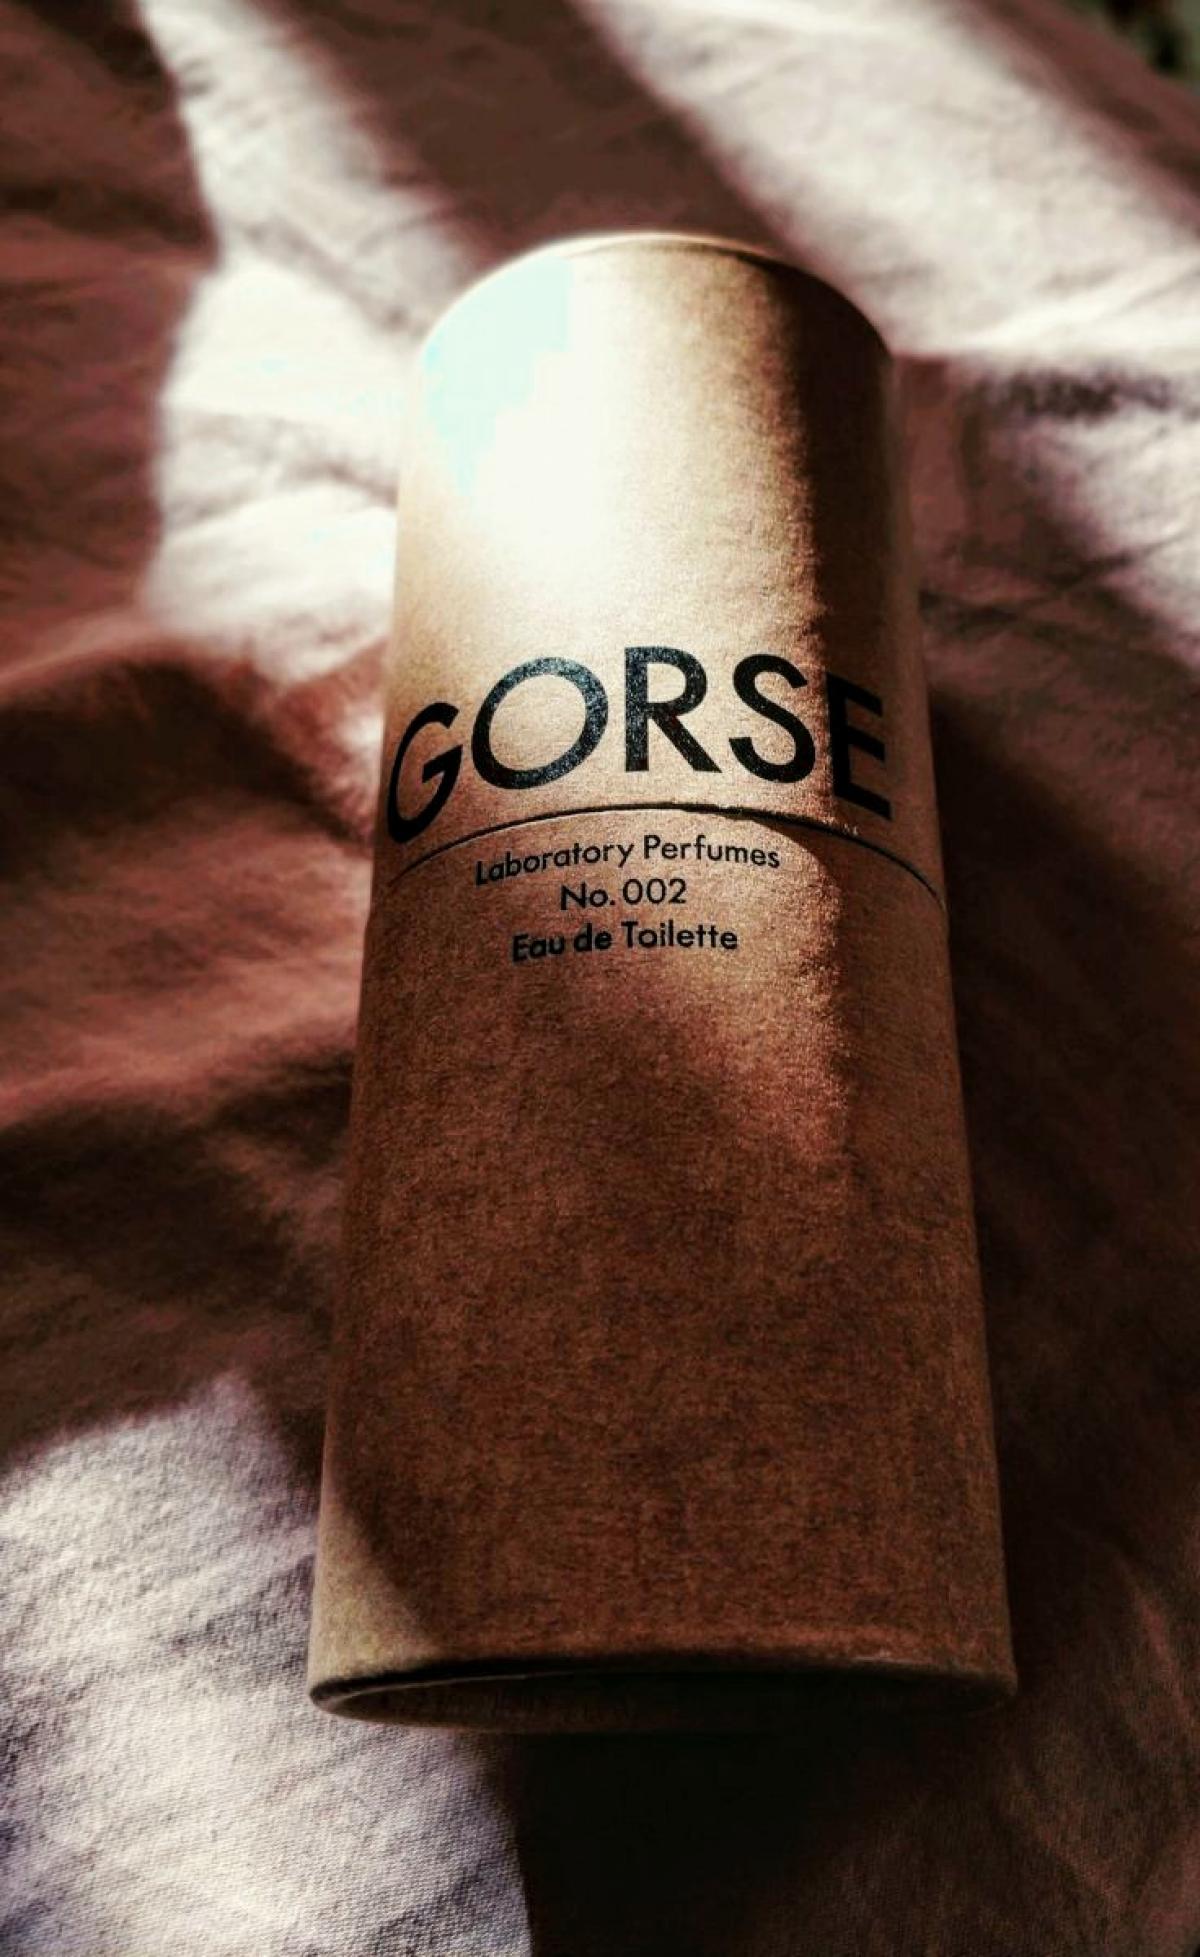 GORSE
Laboratory Perfumes
No. 002
Eau de Toilette